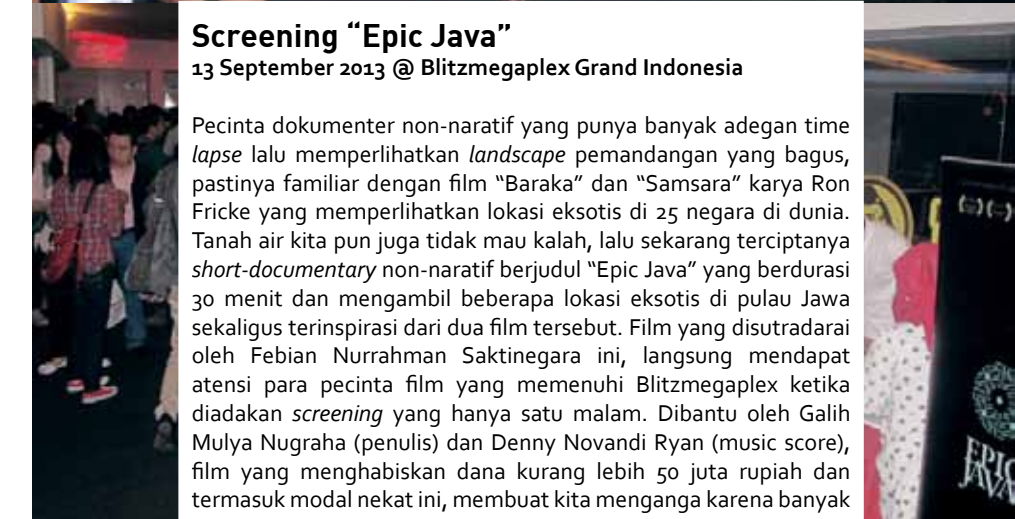 Screening “Epic Java”
13 September 2013 @ Blitzmegaplex Grand Indonesia
Pecinta dokumenter non-naratif yang punya banyak adegan time
lapse lalu memperlihatkan landscape pemandangan yang bagus,
pastinya familiar dengan film “Baraka” dan “Samsara” karya Ron
Fricke yang memperlihatkan lokasi eksotis di 25 negara di dunia.
Tanah air kita pun juga tidak mau kalah, lalu sekarang terciptanya
short-documentary non-naratif berjudul “Epic Java” yang berdurasi
30 menit dan mengambil beberapa lokasi eksotis di pulau Jawa
sekaligus terinspirasi dari dua film tersebut. Film yang disutradarai
oleh Febian Nurrahman Saktinegara ini, langsung mendapat
atensi para pecinta film yang memenuhi Blitzmegaplex ketika
diadakan screening yang hanya satu malam. Dibantu oleh Galih
Mulya Nugraha (penulis) dan Denny Novandi Ryan (music score),
film yang menghabiskan dana kurang lebih 50 juta rupiah dan
termasuk modal nekat ini, membuat kita menganga karena banyak
EPIC
JAVA